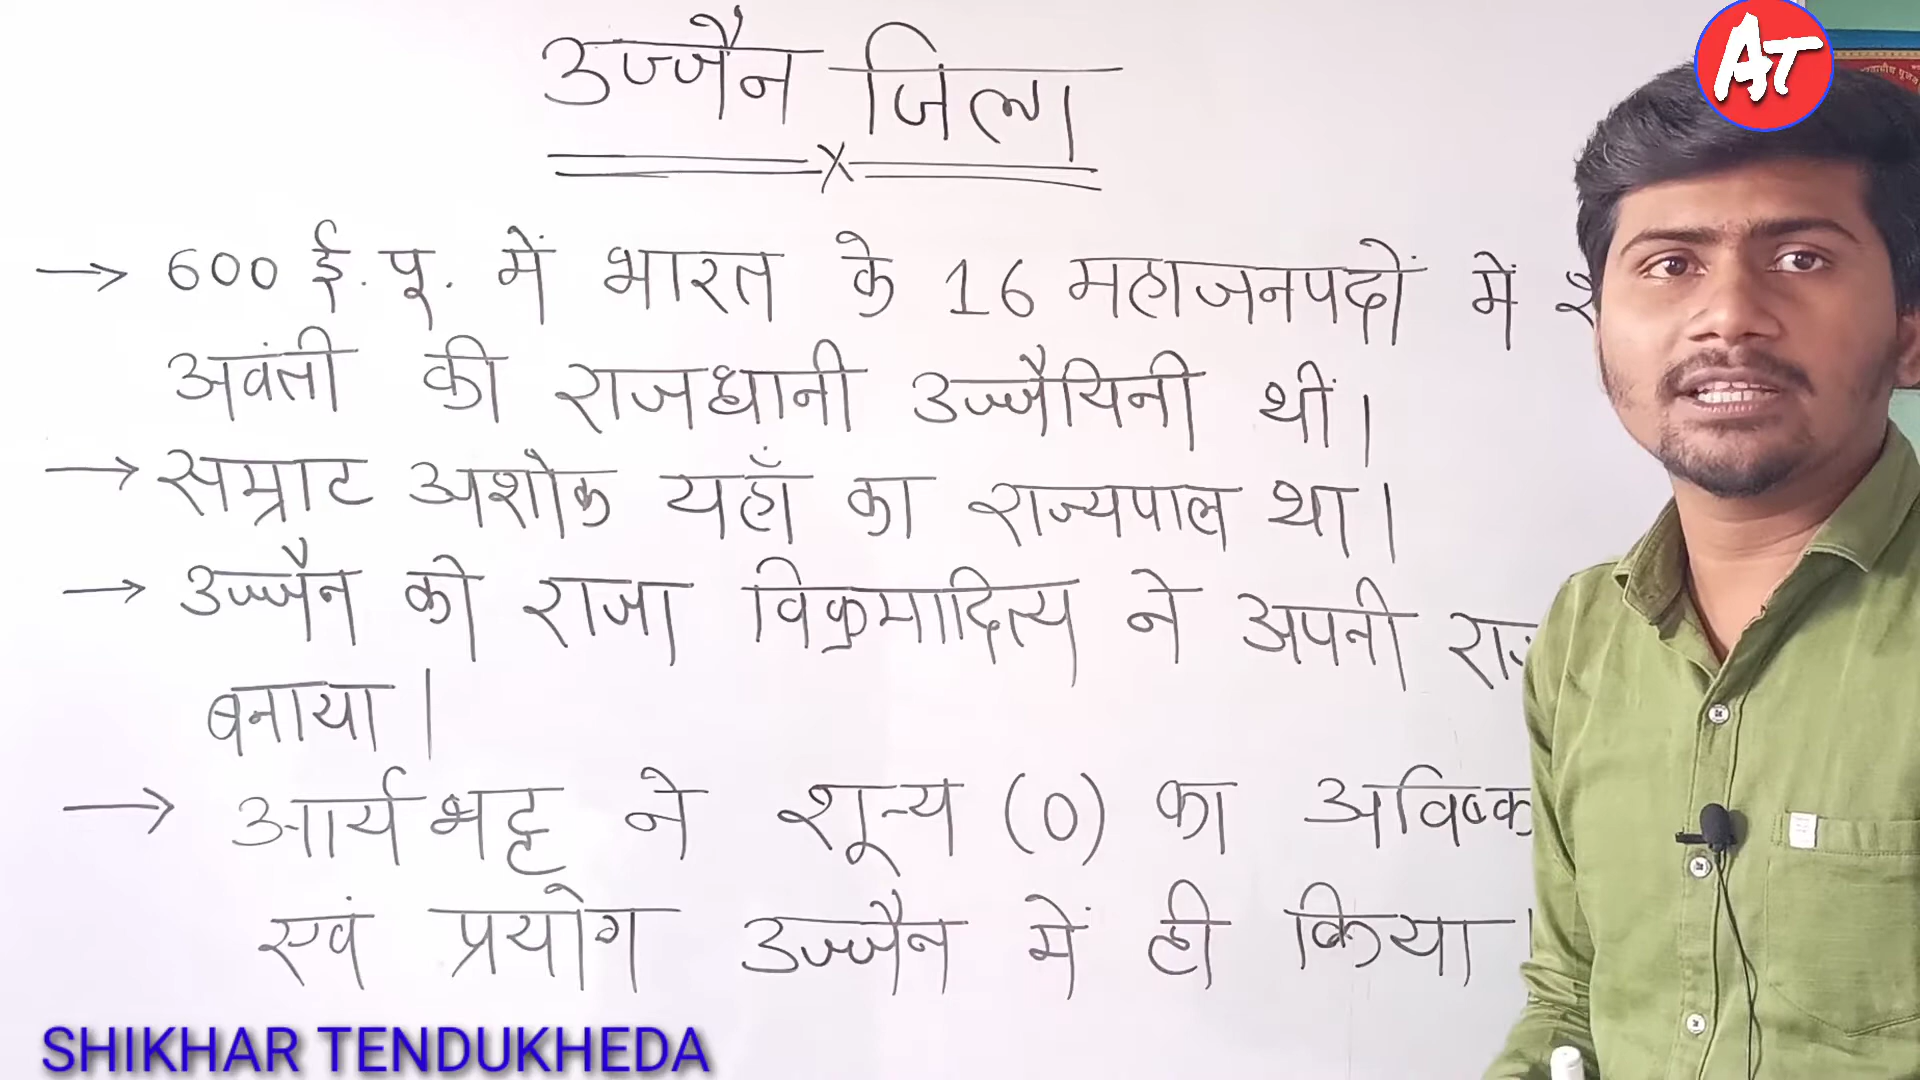 AT
उज्जैन जिला
→ 600 ई. पू. में भारत के 16 महाजनपदों में
अवंती की राजधानी उज्जैयिनी थी।
→ सम्राट अशोक यहाँ का राज्यपाल था।
→ उज्जैन को राजा विक्रमादित्य ने अपनी
बनाया।
→ आर्यभट्ट ने शून्य (0) का अविष्क
एवं प्रयोग उज्जैन में ही किया।
SHIKHAR TENDUKHEDA